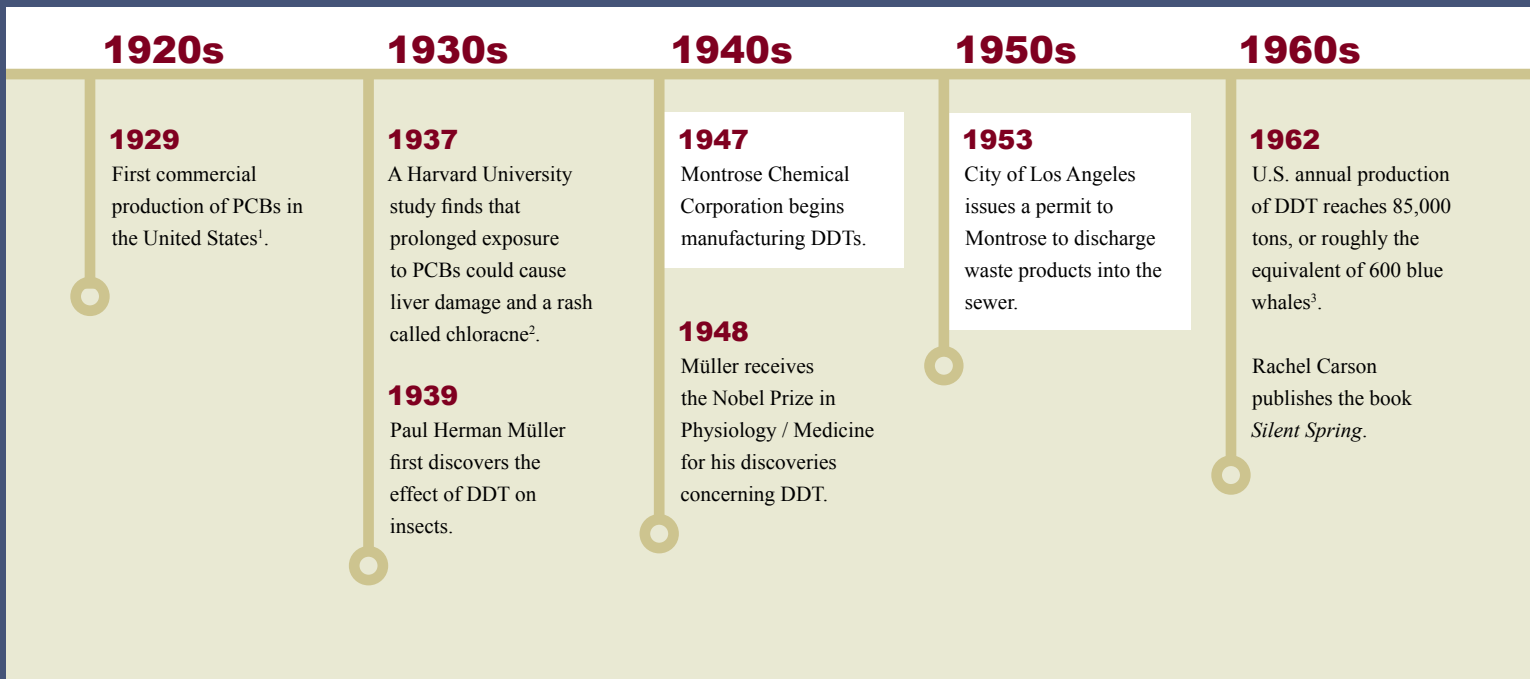 1920s
1930s
1940s
1950s
1960s
1929
First commercial
production of PCBs in
the United States¹.
1937
A Harvard University
study finds that
prolonged exposure
to PCBs could cause
liver damage and a rash
called chloracne².
1939
Paul Herman Müller
first discovers the
effect of DDT on
insects.
1947
Montrose Chemical
Corporation begins
manufacturing DDTs.
1948
Müller receives
the Nobel Prize in
Physiology / Medicine
for his discoveries
concerning DDT.
1953
City of Los Angeles
issues a permit to
Montrose to discharge
waste products into the
sewer.
1962
U.S. annual production
of DDT reaches 85,000
tons, or roughly the
equivalent of 600 blue
whales³.
Rachel Carson
publishes the book
Silent Spring.